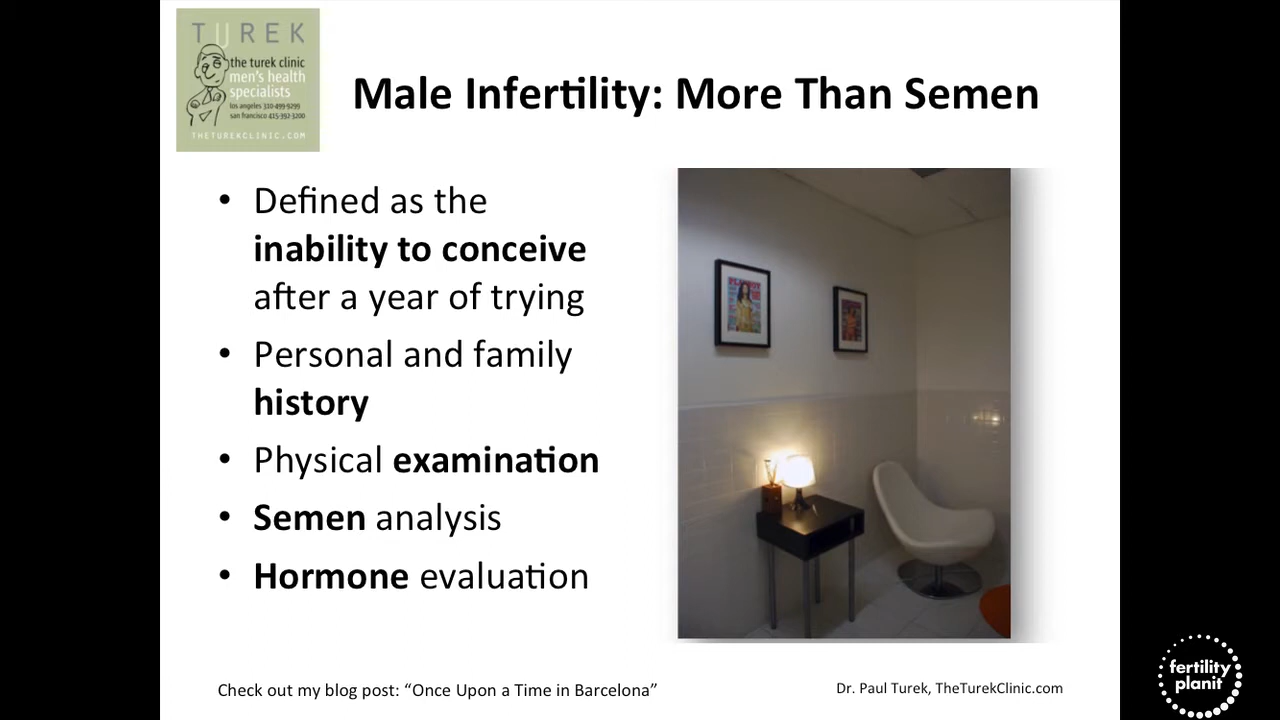 TUREK
the turek clinic
men's health
specialists
los angeles 310-499-9299
san francisco 415-392-3200
THETUREKCLINIC.COM
Male Infertility: More Than Semen
• Defined as the
inability to conceive
after a year of trying
• Personal and family
history
• Physical examination
• Semen analysis
• Hormone evaluation
PLAYBOY
Check out my blog post: “Once Upon a Time in Barcelona”
Dr. Paul Turek, TheTurekClinic.com
fertility
planit